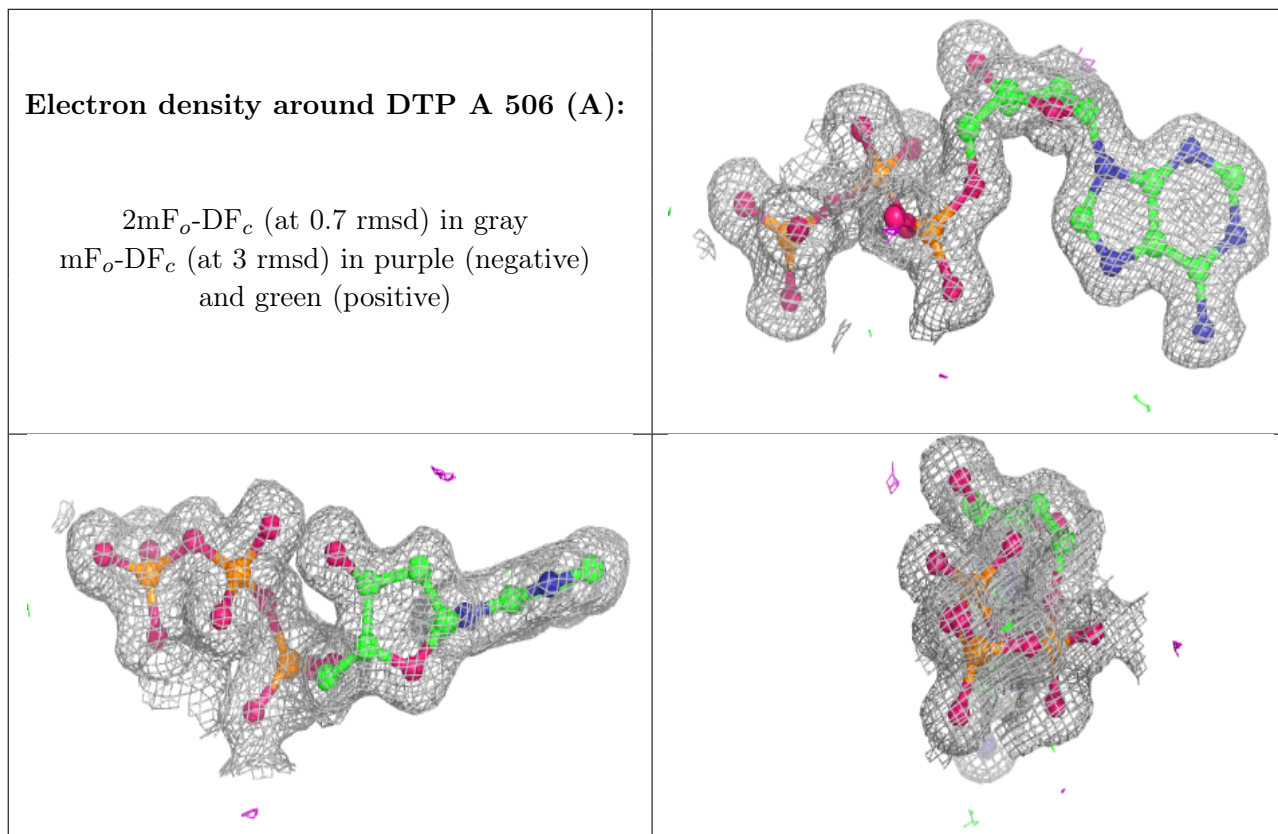 Electron density around DTP A 506 (A):
2mFo-DFc (at 0.7 rmsd) in gray
mFo-DFc (at 3 rmsd) in purple (negative)
and green (positive)